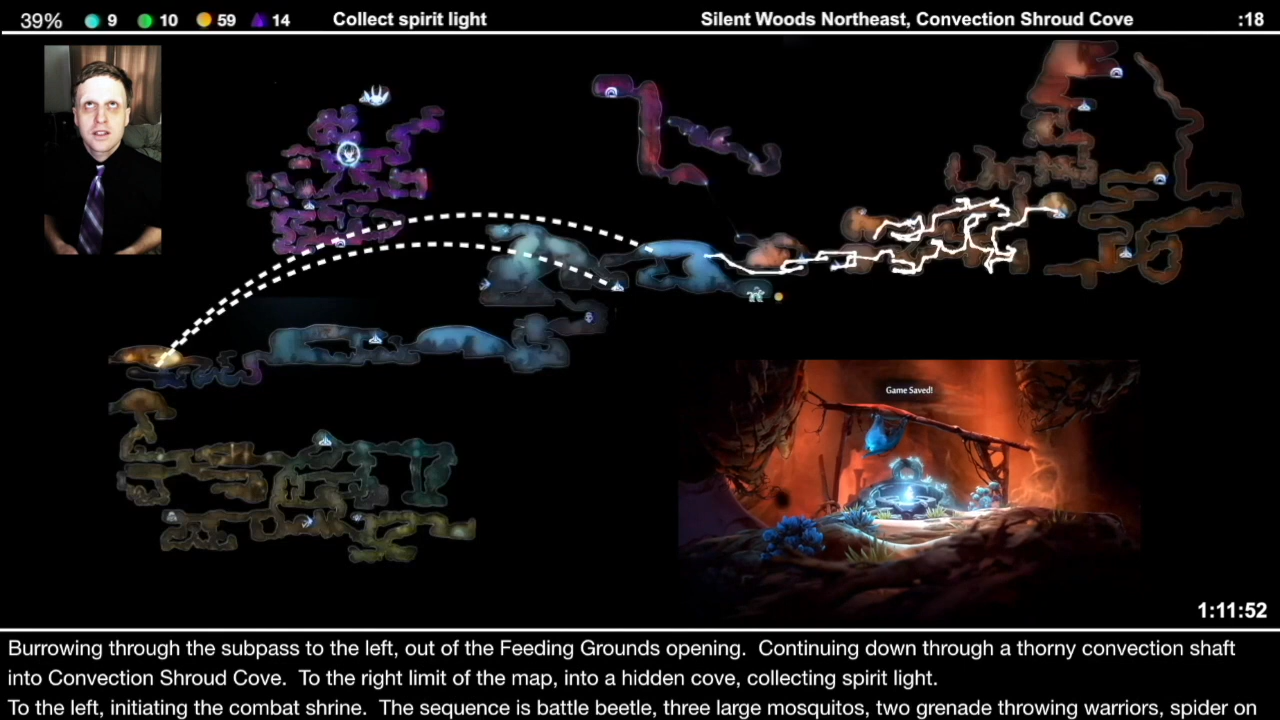 39% 9 10 59 14 Collect spirit light Silent Woods Northeast, Convection Shroud Cove :18
Game Saved!
1:11:52
Burrowing through the subpass to the left, out of the Feeding Grounds opening. Continuing down through a thorny convection shaft
into Convection Shroud Cove. To the right limit of the map, into a hidden cove, collecting spirit light.
To the left, initiating the combat shrine. The sequence is battle beetle, three large mosquitos, two grenade throwing warriors, spider on